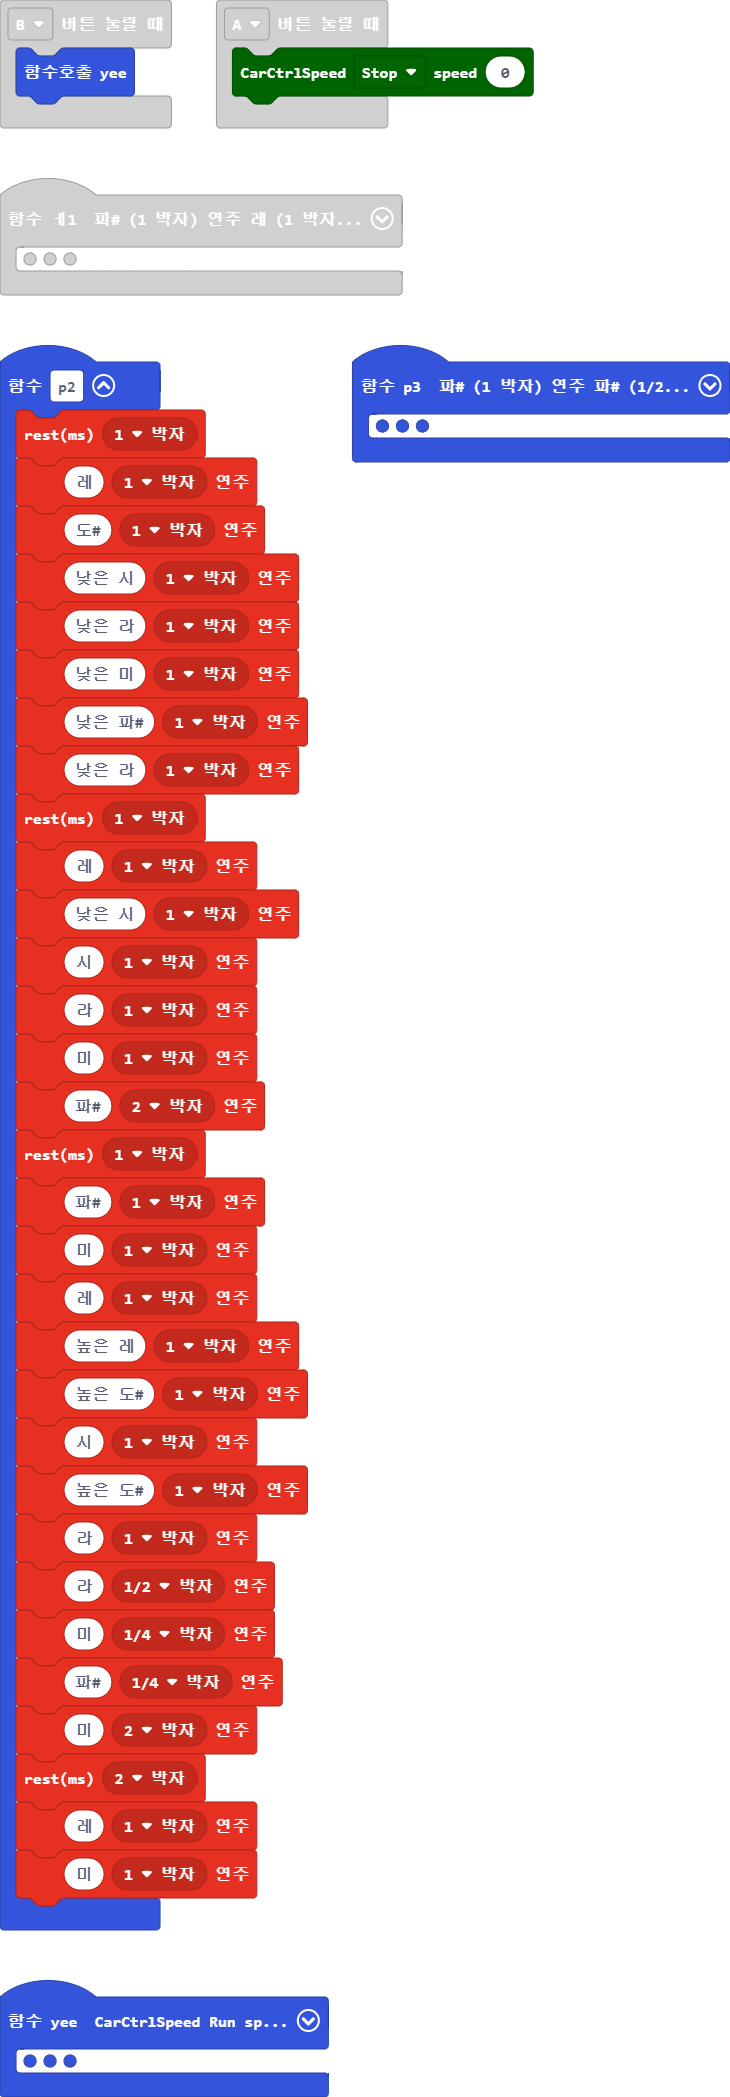 B 버튼 눌릴 때
함수호출 yee
A 버튼 눌릴 때
CarCtrlSpeed Stop speed 0
파# (1 박자) 연주 레 (1 박자...
함수 p2
rest(ms) 1 박자
레 1 박자 연주
도# 1 박자 연주
낮은 시 1 박자 연주
낮은 라 1 박자 연주
낮은 미 1 박자 연주
낮은 파# 1 박자 연주
낮은 라 1 박자 연주
rest(ms) 1 박자
레 1 박자 연주
낮은 시 1 박자 연주
시 1 박자 연주
라 1 박자 연주
미 1 박자 연주
파# 2 박자 연주
rest(ms) 1 박자
파# 1 박자 연주
미 1 박자 연주
레 1 박자 연주
높은 레 1 박자 연주
높은 도# 1 박자 연주
시 1 박자 연주
높은 도# 1 박자 연주
라 1 박자 연주
라 1/2 박자 연주
미 1/4 박자 연주
파# 1/4 박자 연주
미 2 박자 연주
rest(ms) 2 박자
레 1 박자 연주
미 1 박자 연주
함수 p3 파# (1 박자) 연주 파# (1/2...
함수 yee CarCtrlSpeed Run sp...